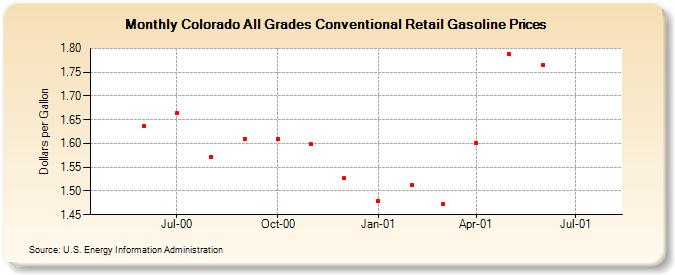 Monthly Colorado All Grades Conventional Retail Gasoline Prices
Dollars per Gallon
1.80
1.75
1.70
1.65
1.60
1.55
1.50
1.45
Jul-00 Oct-00 Jan-01 Apr-01 Jul-01
Source: U.S. Energy Information Administration